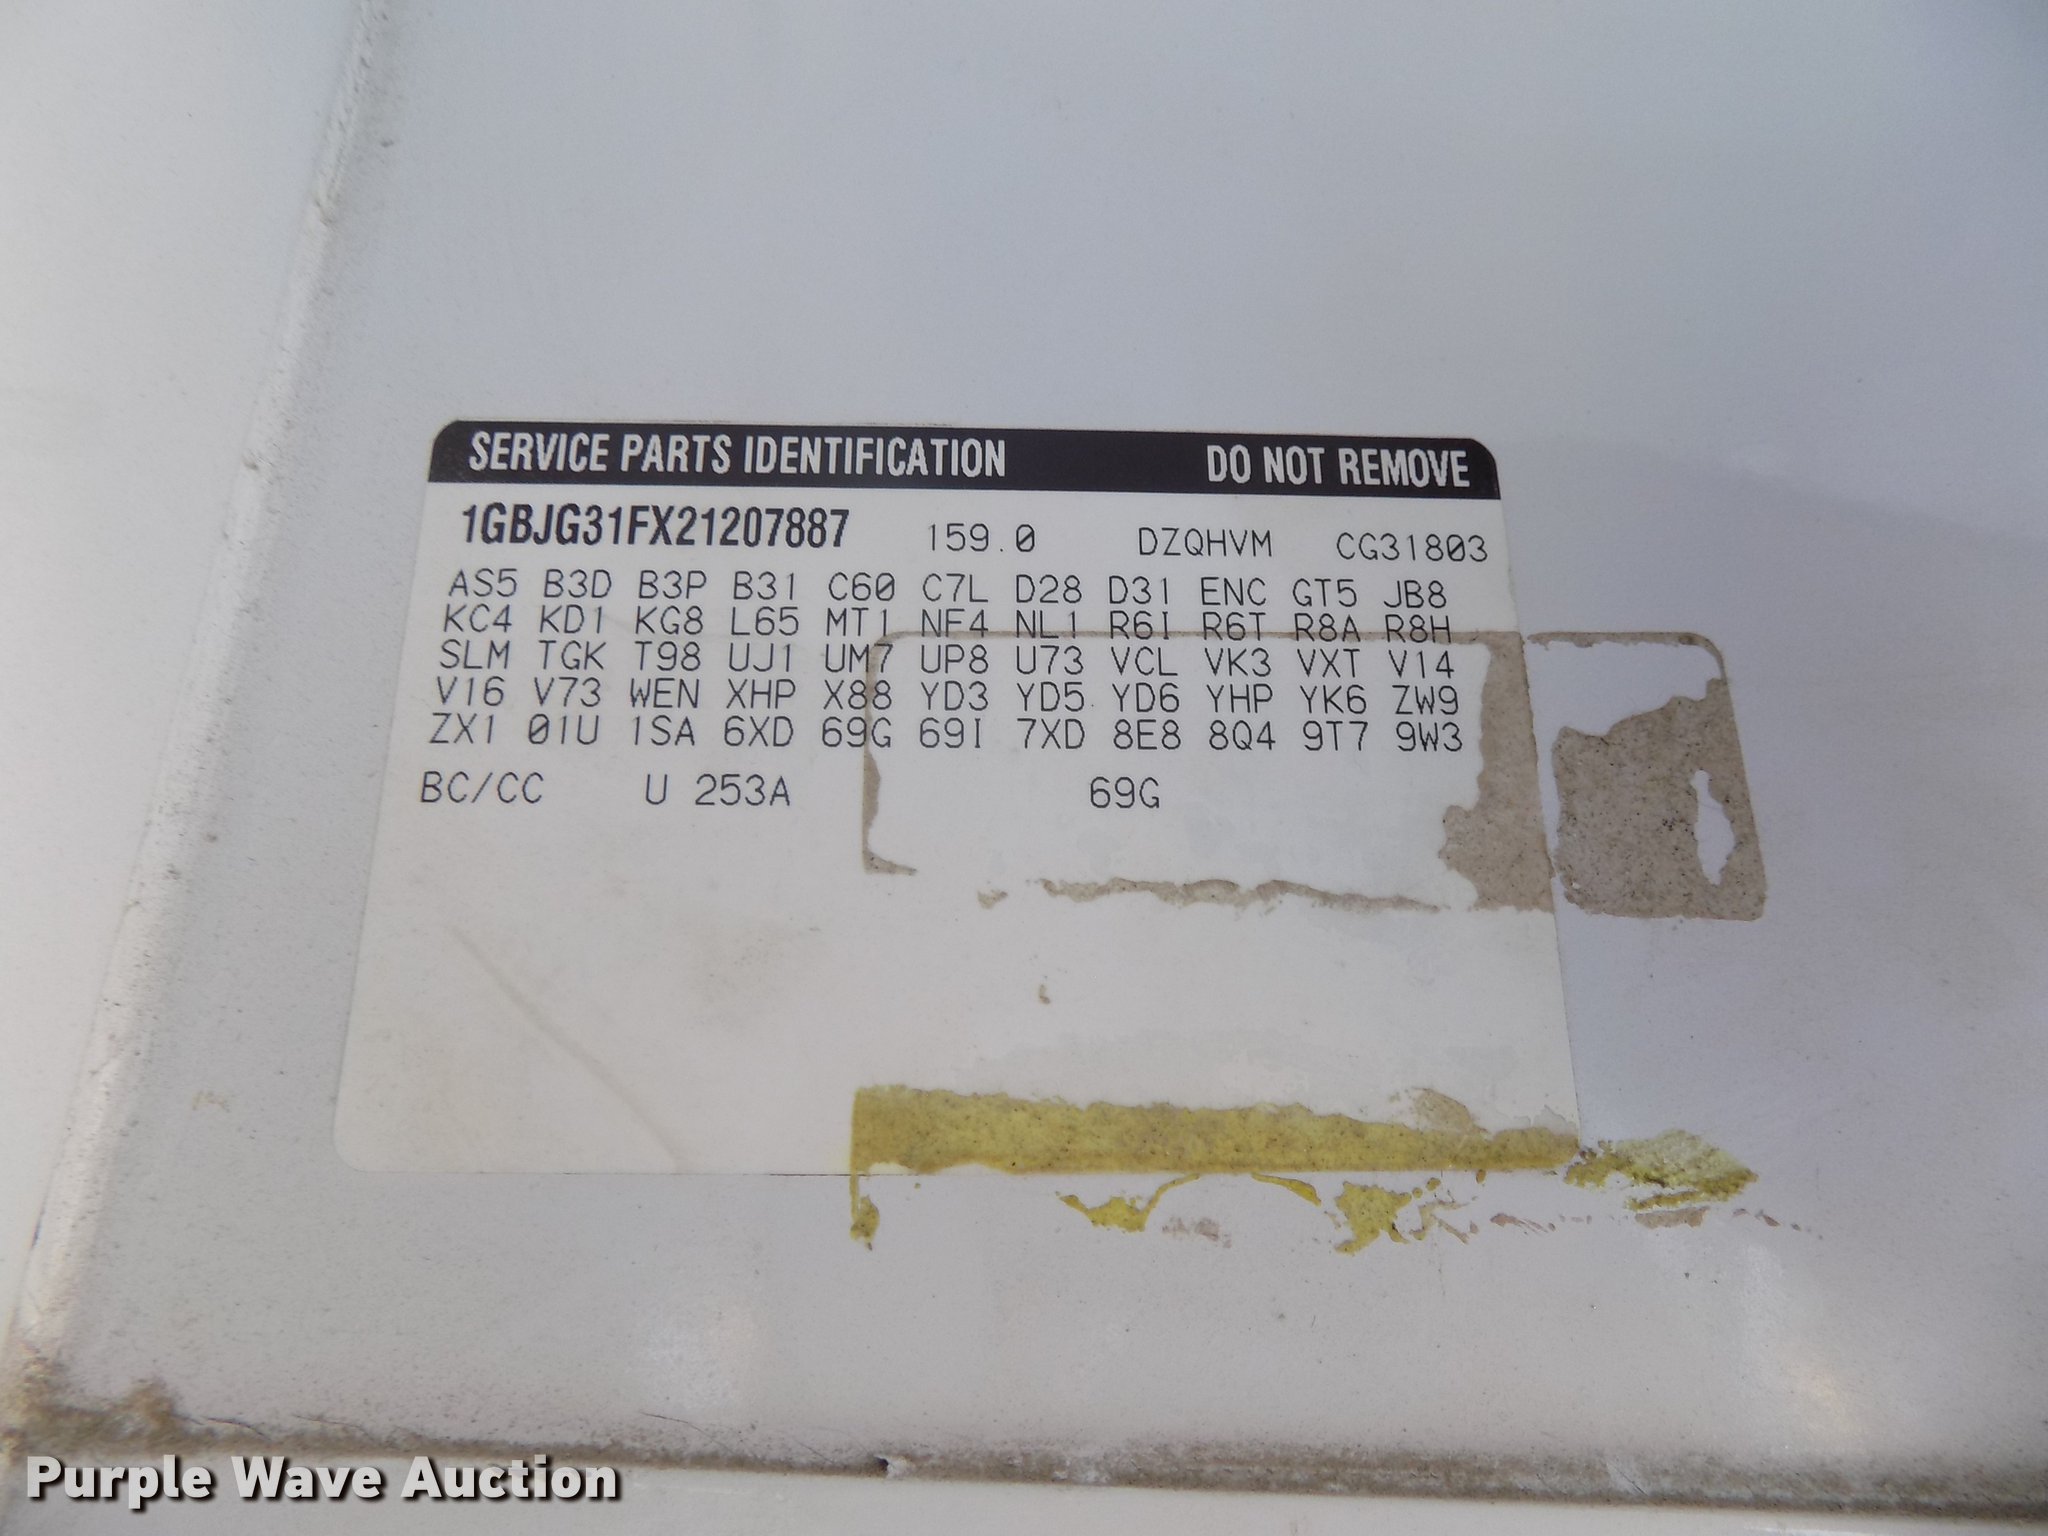 SERVICE PARTS IDENTIFICATION DO NOT REMOVE
1GBJG31FX21207887 159.0 DZQHVM CG31803
AS5 B3D B3P B31 C60 C7L D28 D31 ENC GT5 JB8
KC4 KD1 KG8 L65 MT1 NF4 NL1 R6I R6T R8A R8H
SLM TGK T98 UJ1 UM7 UP8 U73 VCL VK3 VXT V14
V16 V73 WEN XHP X88 YD3 YD5 YD6 YHP YK6 ZW9
ZX1 01U 1SA 6XD 69G 69I 7XD 8E8 8Q4 9T7 9W3
BC/CC U 253A 69G
Purple Wave Auction